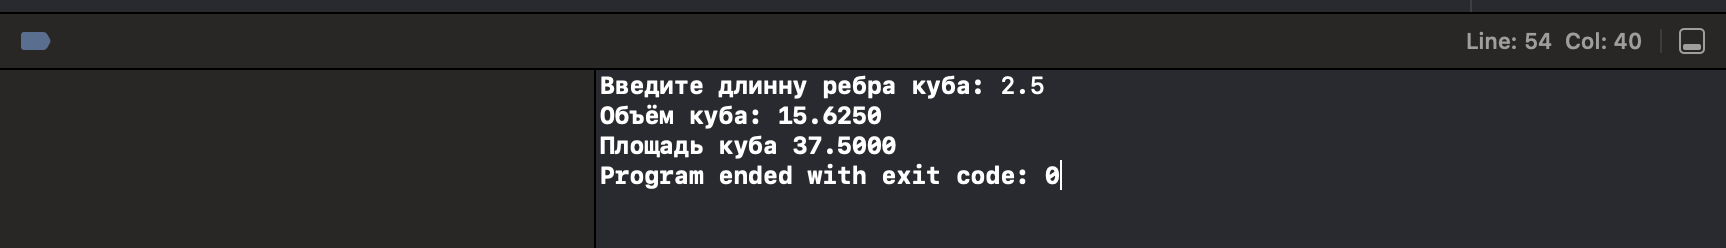 Line: 54 Col: 40
Введите длинну ребра куба: 2.5
Объём куба: 15.6250
Площадь куба 37.5000
Program ended with exit code: 0